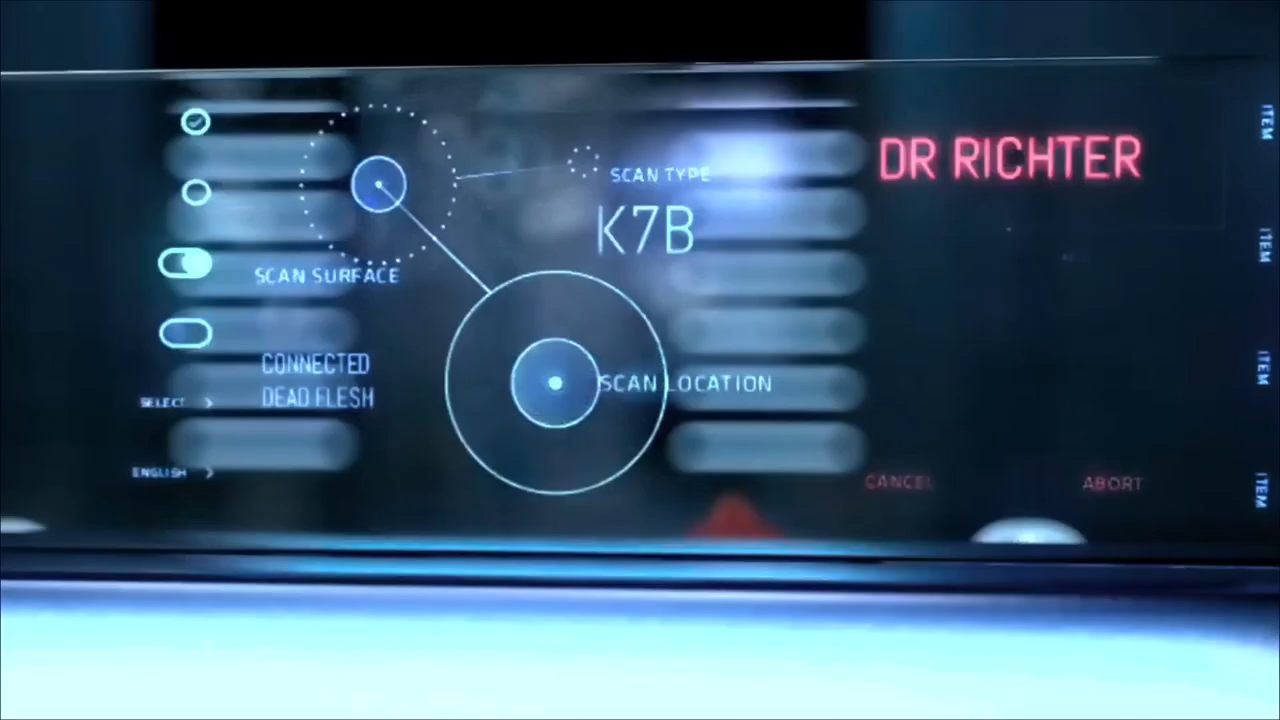 DR RICHTER
SCAN TYPE
K7B
SCAN SURFACE
CONNECTED
DEAD FLESH
SCAN LOCATION
SELECT >
ENGLISH >
CANCEL
ABORT
ITEM
ITEM
ITEM
ITEM